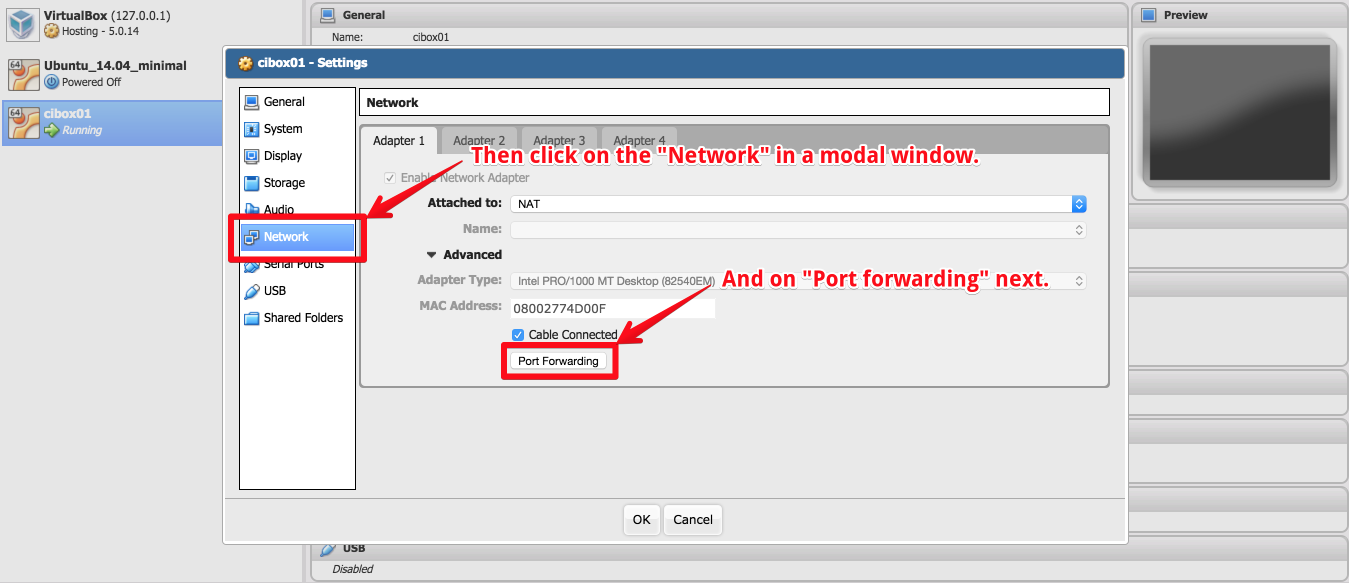 VirtualBox (127.0.0.1)
Hosting - 5.0.14
Ubuntu_14.04_minimal
Powered Off
cibox01
Running
General
Name: cibox01
Preview
cibox01 - Settings
General
System
Display
Storage
Audio
Network
Serial Ports
USB
Shared Folders
Network
Adapter 1 Adapter 2 Adapter 3 Adapter 4
Then click on the "Network" in a modal window.
Enable Network Adapter
Attached to: NAT
Name:
Advanced
Adapter Type: Intel PRO/1000 MT Desktop (82540EM)
And on "Port forwarding" next.
MAC Address: 08002774D00F
Cable Connected
Port Forwarding
OK Cancel
USB
Disabled
64
64